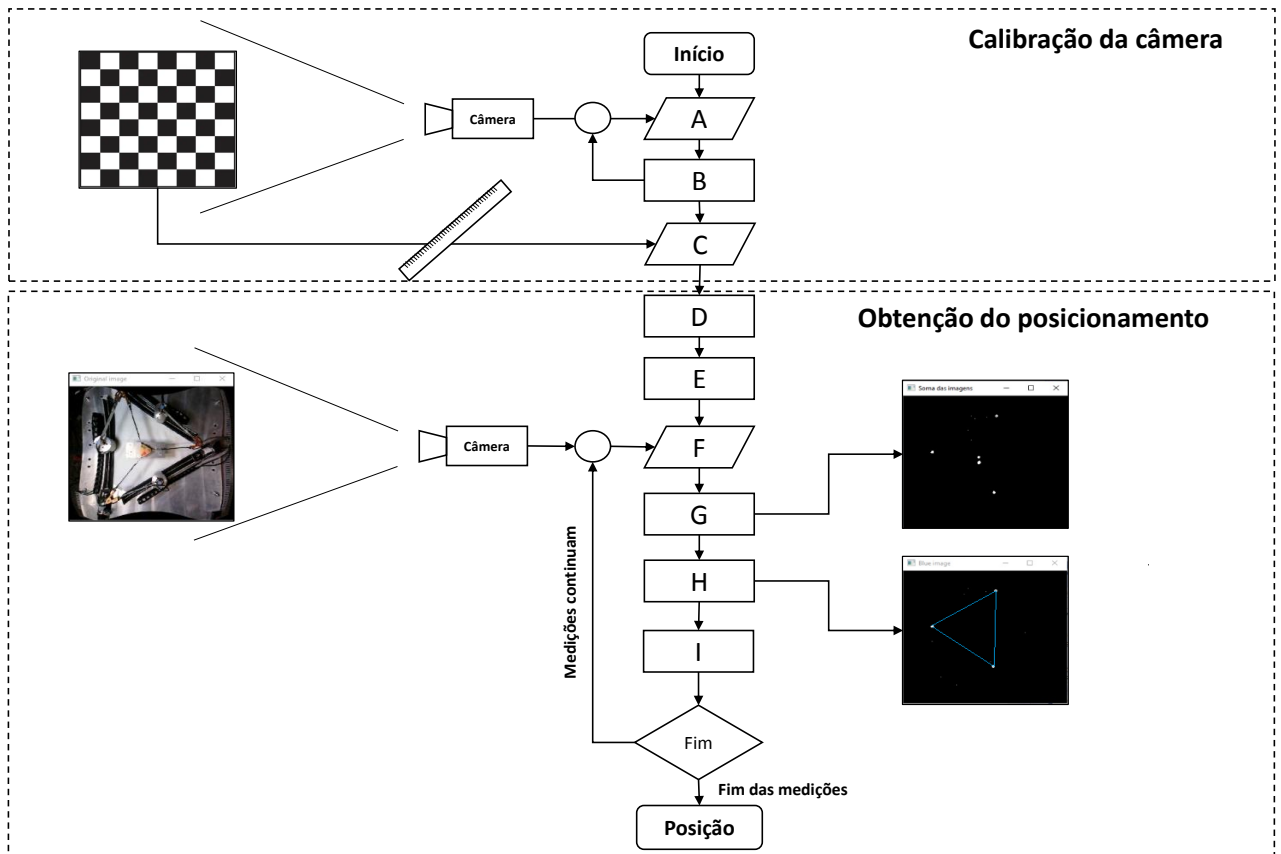 Calibração da câmera
Início
Câmera
A
B
C
D
Obtenção do posicionamento
E
Original image
Soma das imagens
Câmera
F
G
Medições continuam
H
Blue image
I
Fim
Fim das medições
Posição